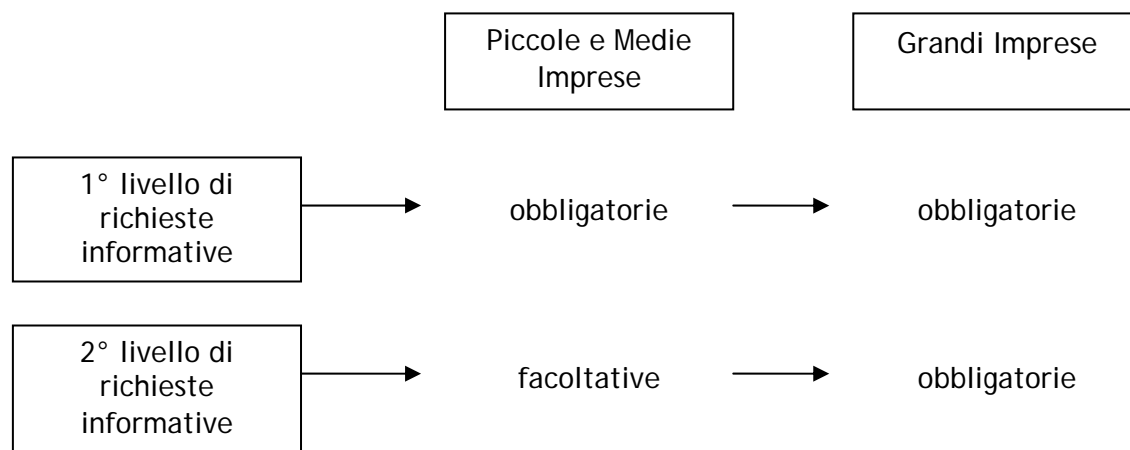 Piccole e Medie
Imprese
Grandi Imprese
1° livello di
richieste
informative
obbligatorie
obbligatorie
2° livello di
richieste
informative
facoltative
obbligatorie